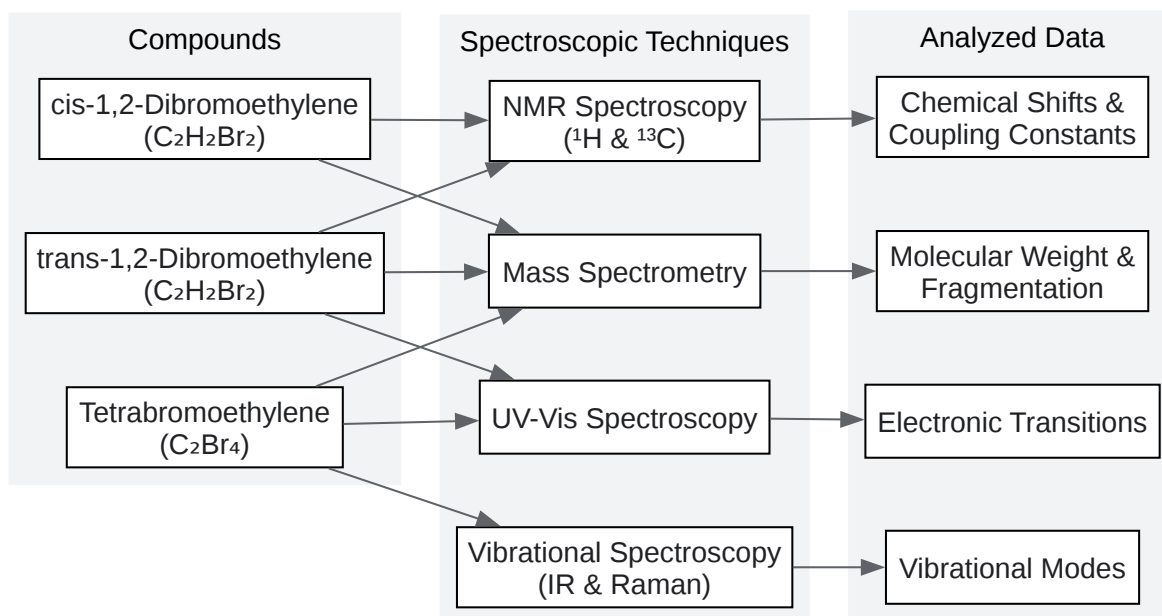 Compounds
cis-1,2-Dibromoethylene
(C₂H₂Br₂)
trans-1,2-Dibromoethylene
(C₂H₂Br₂)
Tetrabromoethylene
(C₂Br₄)
Spectroscopic Techniques
NMR Spectroscopy
(¹H & ¹³C)
Mass Spectrometry
UV-Vis Spectroscopy
Vibrational Spectroscopy
(IR & Raman)
Analyzed Data
Chemical Shifts &
Coupling Constants
Molecular Weight &
Fragmentation
Electronic Transitions
Vibrational Modes